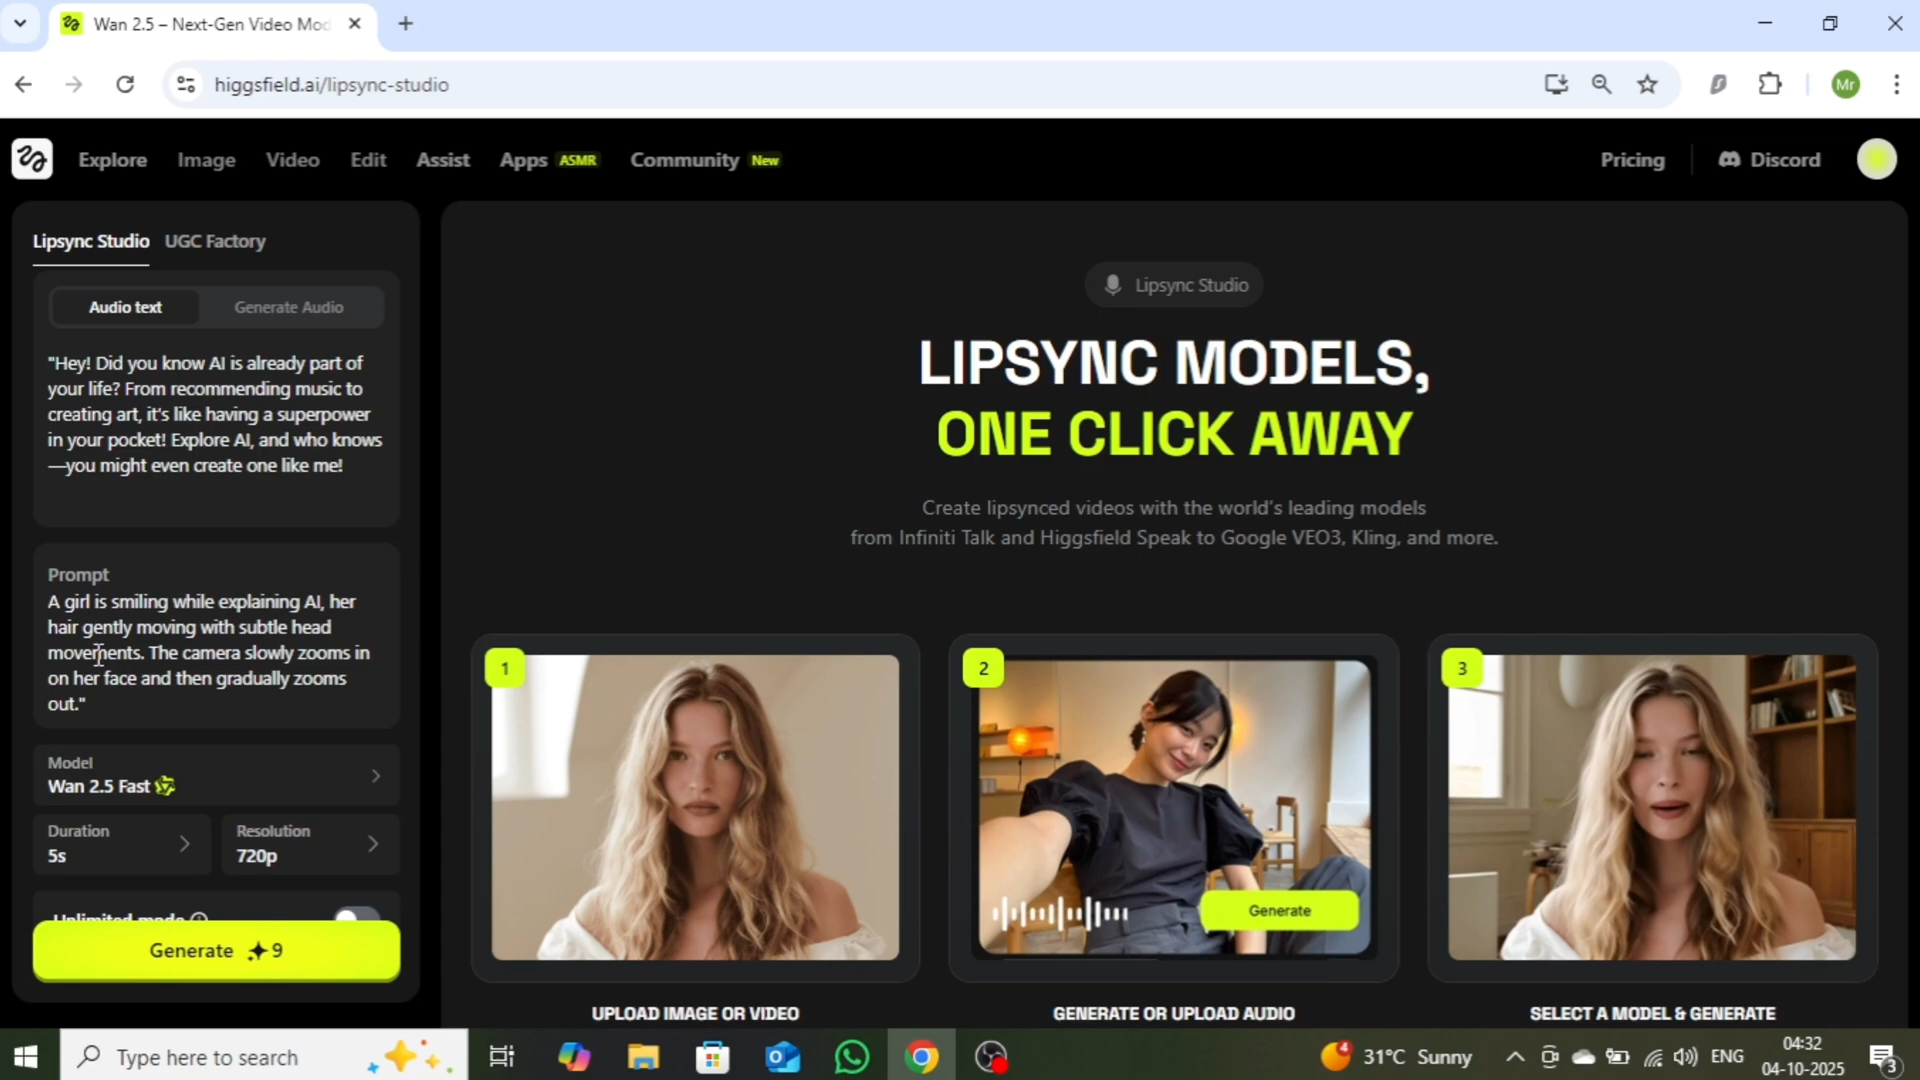 Wan 2.5 – Next-Gen Video Mod
higgsfield.ai/lipsync-studio
Mr
Explore
Image
Video
Edit
Assist
Apps ASMR
Community New
Pricing
Discord
Lipsync Studio
UGC Factory
Audio text
Generate Audio
"Hey! Did you know AI is already part of
your life? From recommending music to
creating art, it's like having a superpower
in your pocket! Explore AI, and who knows
—you might even create one like me!
Prompt
A girl is smiling while explaining AI, her
hair gently moving with subtle head
movements. The camera slowly zooms in
on her face and then gradually zooms
out."
Model
Wan 2.5 Fast
Duration
5s
Resolution
720p
Unlimited mode
Generate 9
Lipsync Studio
LIPSYNC MODELS,
ONE CLICK AWAY
Create lipsynced videos with the world's leading models
from Infiniti Talk and Higgsfield Speak to Google VEO3, Kling, and more.
1
2
Generate
3
UPLOAD IMAGE OR VIDEO
GENERATE OR UPLOAD AUDIO
SELECT A MODEL & GENERATE
Type here to search
4
31°C Sunny
ENG
04:32
04-10-2025
3